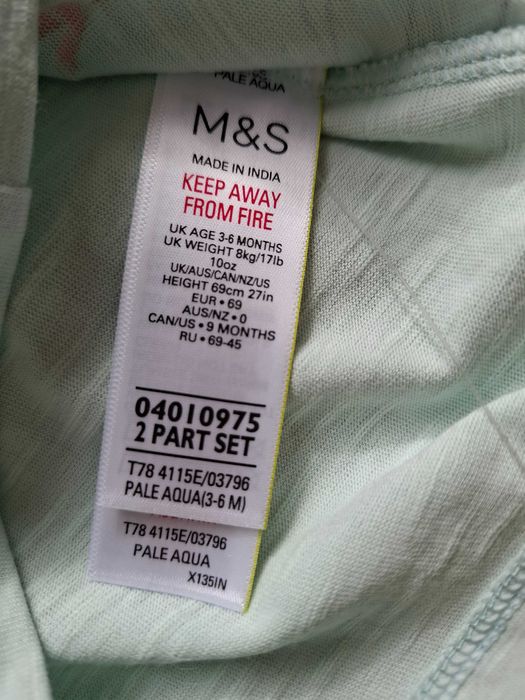 PALE AQUA
M&S
MADE IN INDIA
KEEP AWAY
FROM FIRE
UK AGE 3-6 MONTHS
UK WEIGHT 8kg/17lb
10oz
UK/AUS/CAN/NZ/US
HEIGHT 69cm 27in
EUR • 69
AUS/NZ • 0
CAN/US • 9 MONTHS
RU • 69-45
04010975
2 PART SET
T78 4115E/03796
PALE AQUA(3-6 M)
T78 4115E/03796
PALE AQUA
X135IN